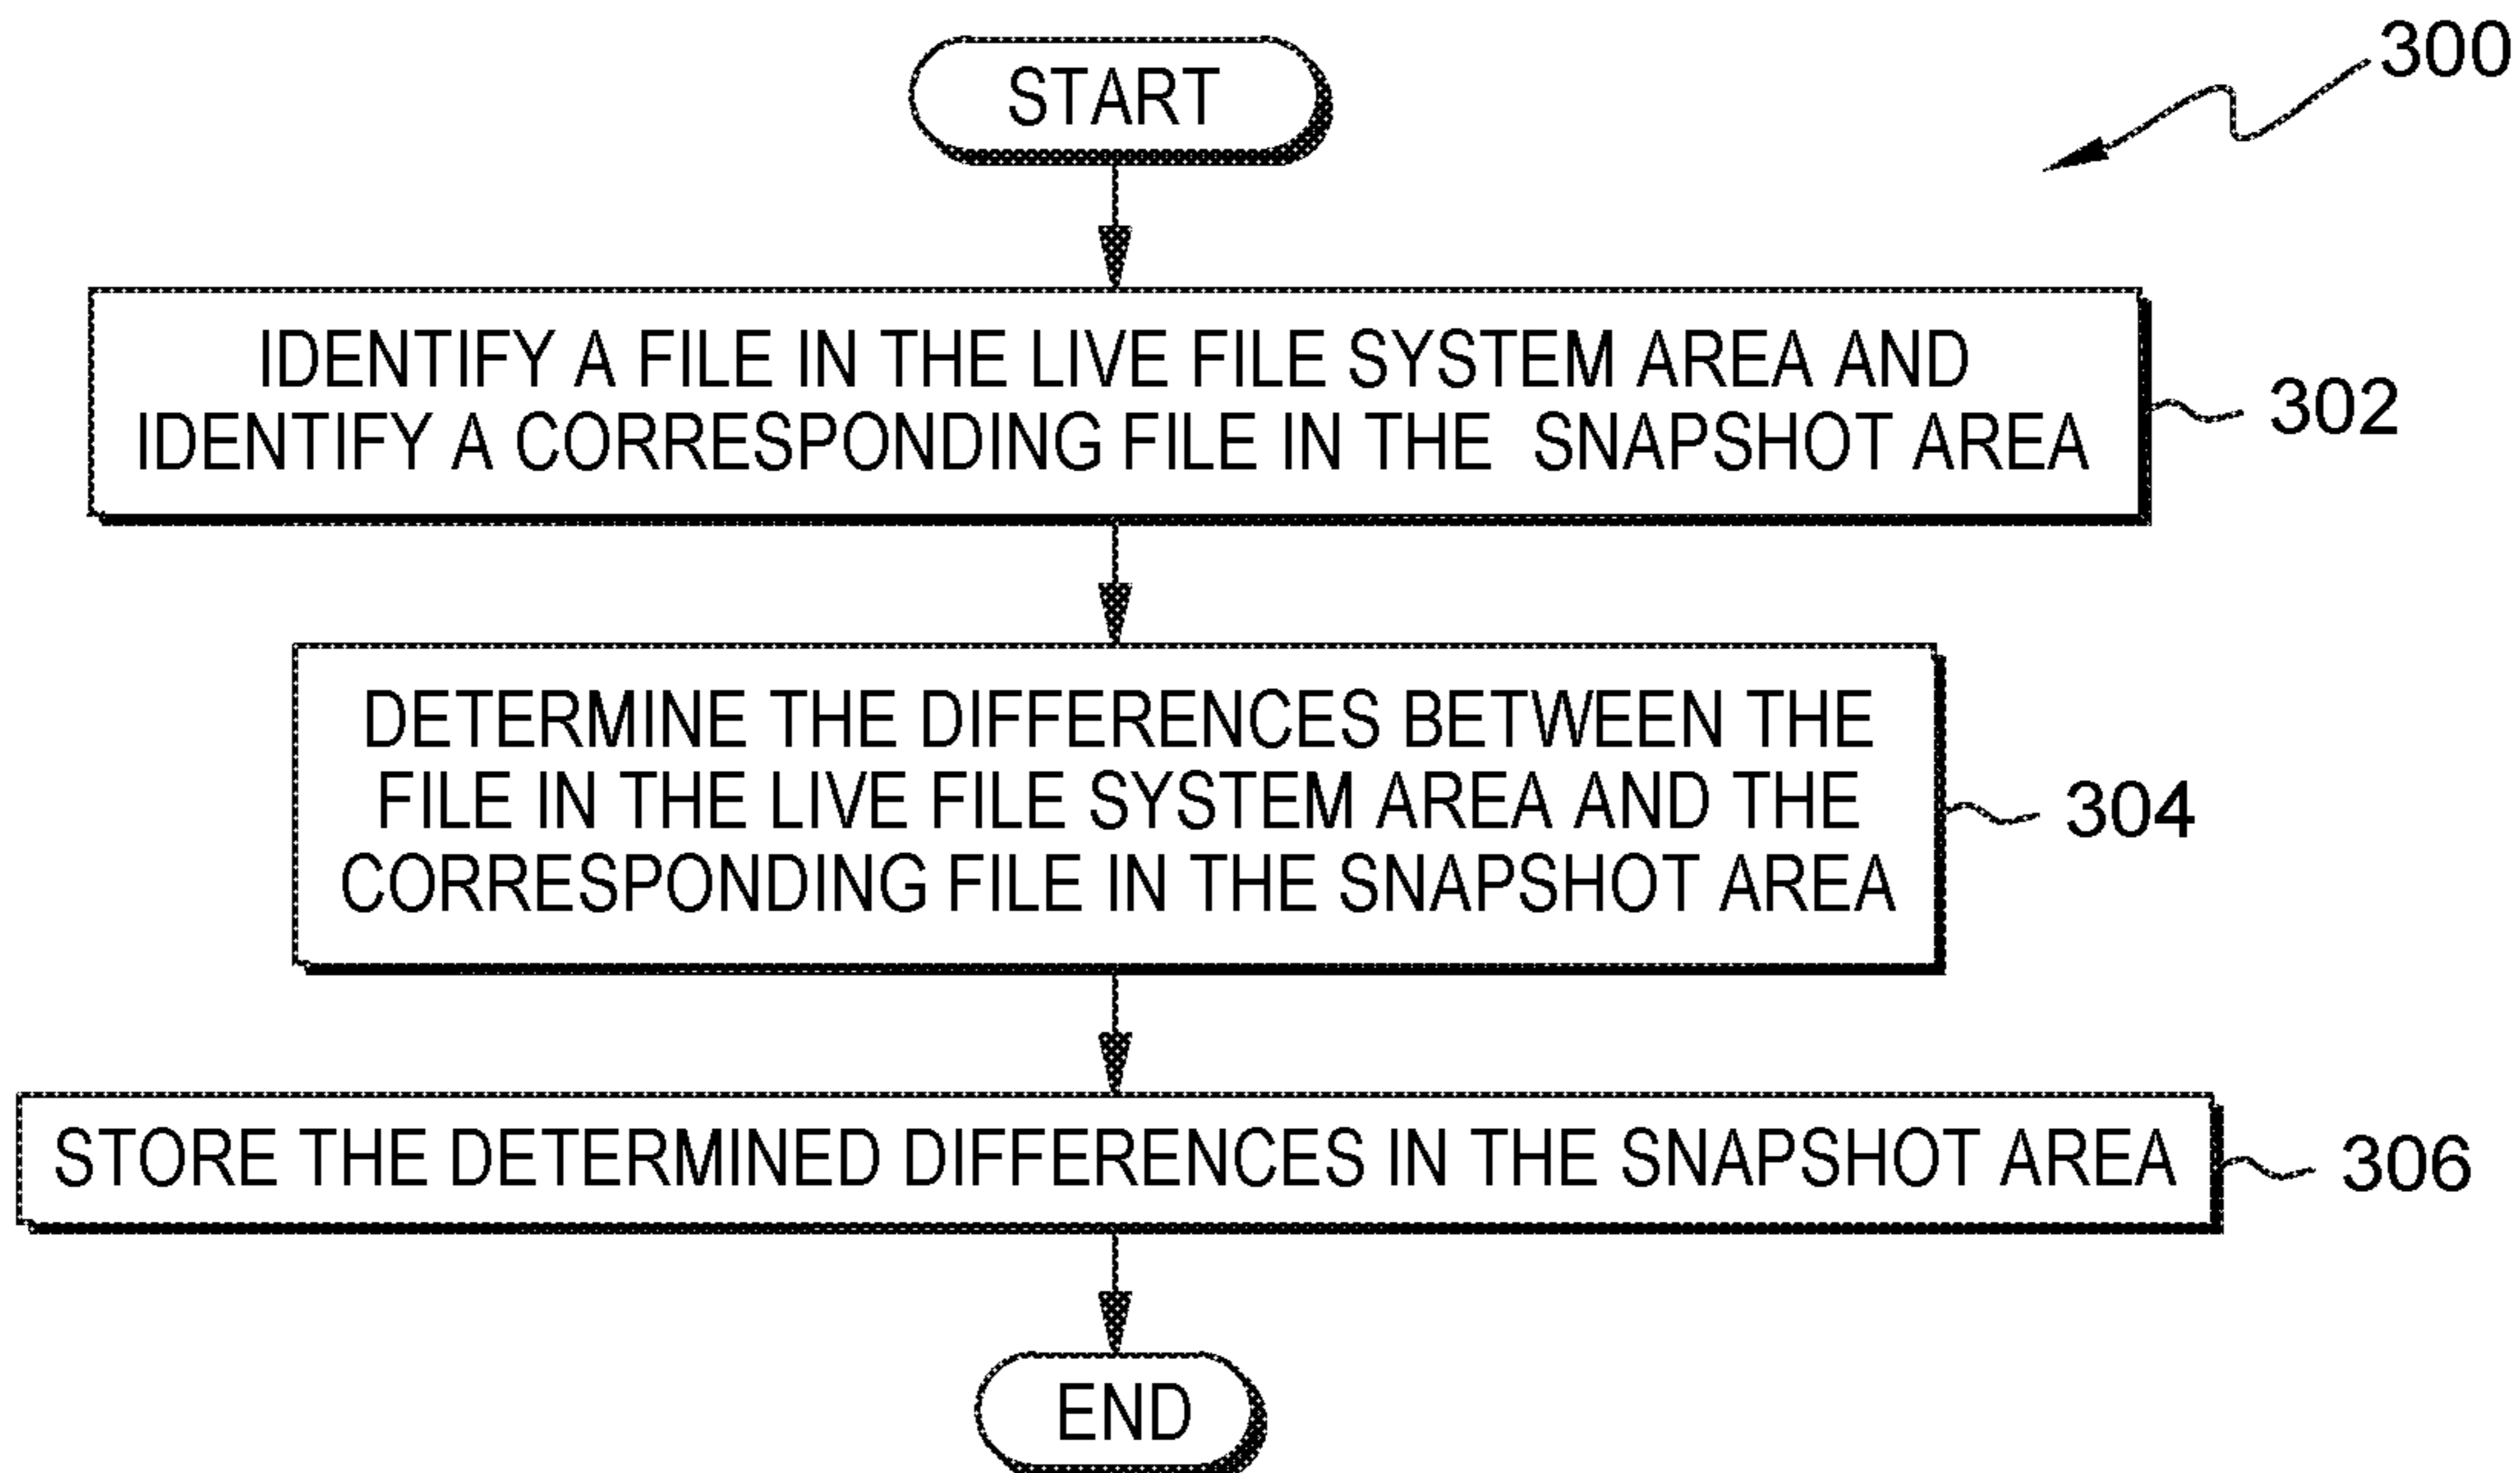 START
300
IDENTIFY A FILE IN THE LIVE FILE SYSTEM AREA AND
IDENTIFY A CORRESPONDING FILE IN THE SNAPSHOT AREA
302
DETERMINE THE DIFFERENCES BETWEEN THE
FILE IN THE LIVE FILE SYSTEM AREA AND THE
CORRESPONDING FILE IN THE SNAPSHOT AREA
304
STORE THE DETERMINED DIFFERENCES IN THE SNAPSHOT AREA
306
END